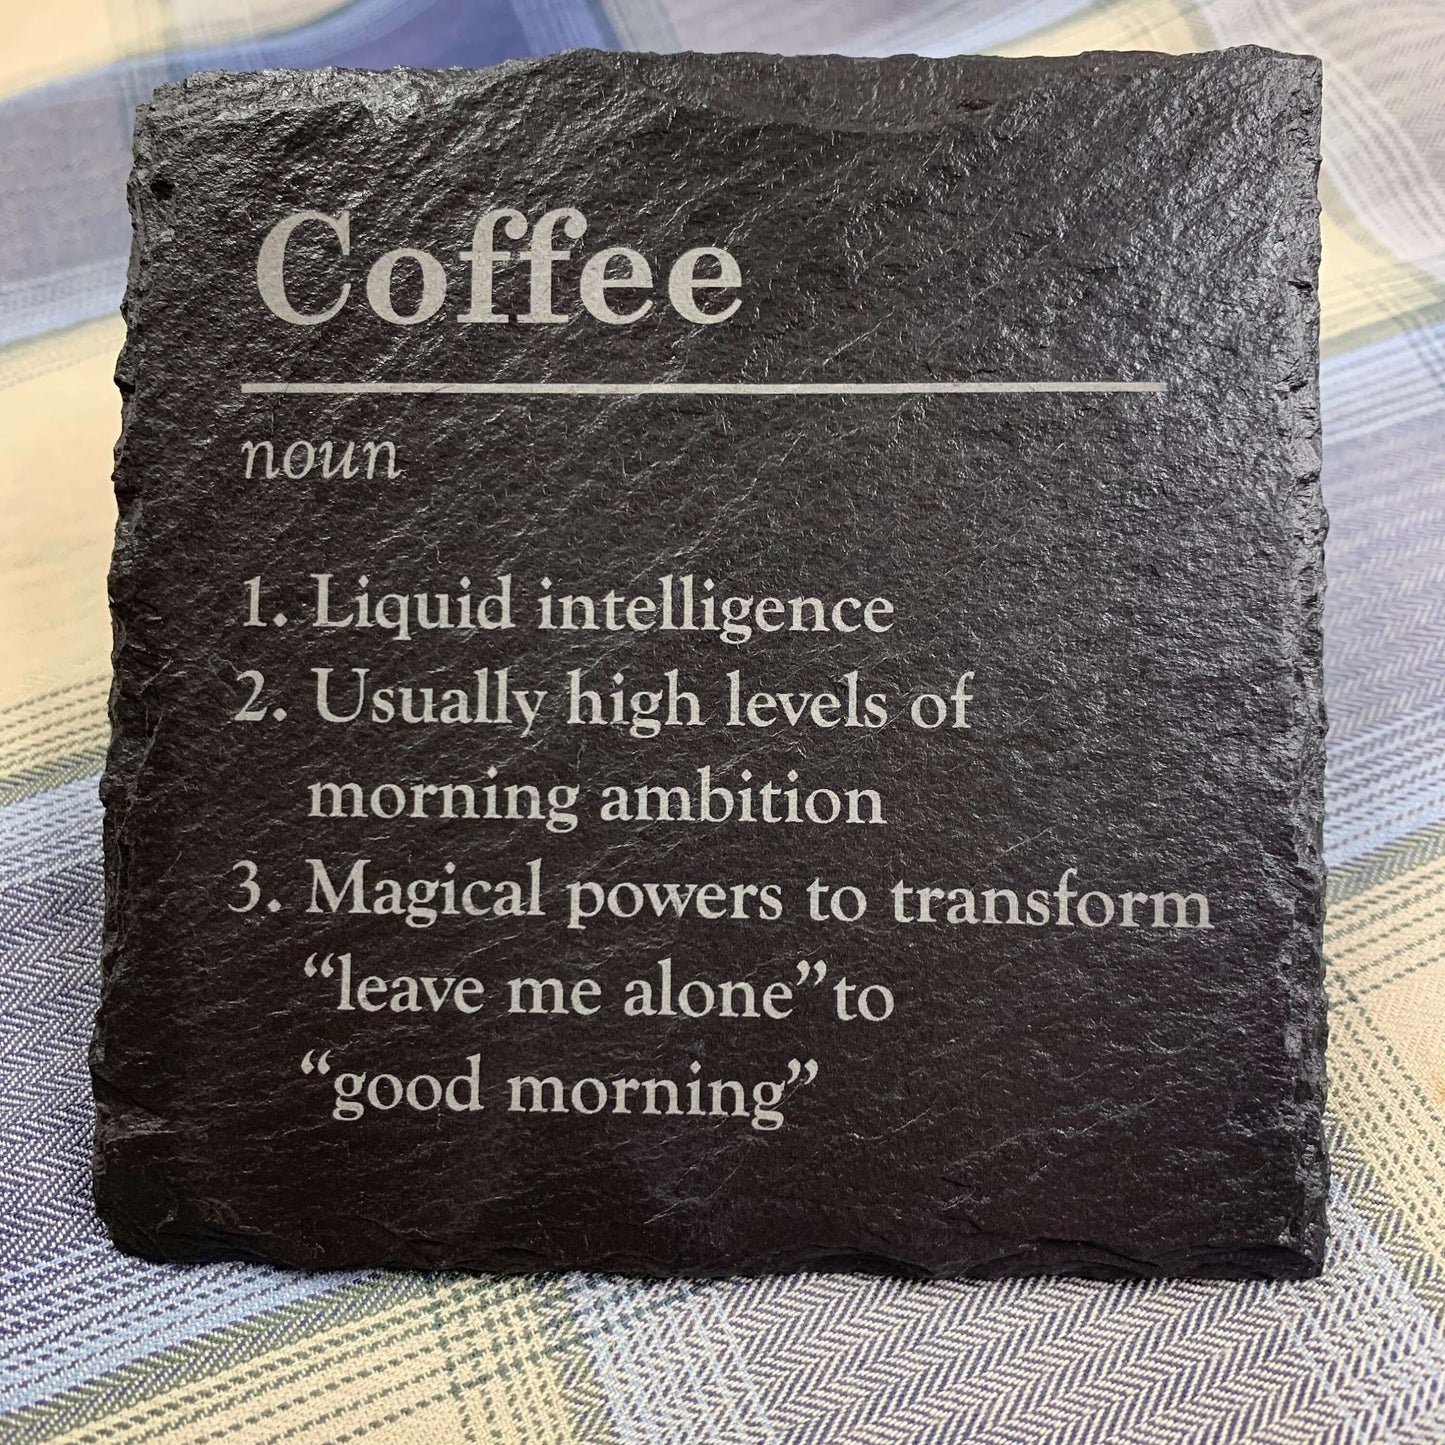 Coffee
noun
1. Liquid intelligence
2. Usually high levels of
morning ambition
3. Magical powers to transform
“leave me alone” to
“good morning”